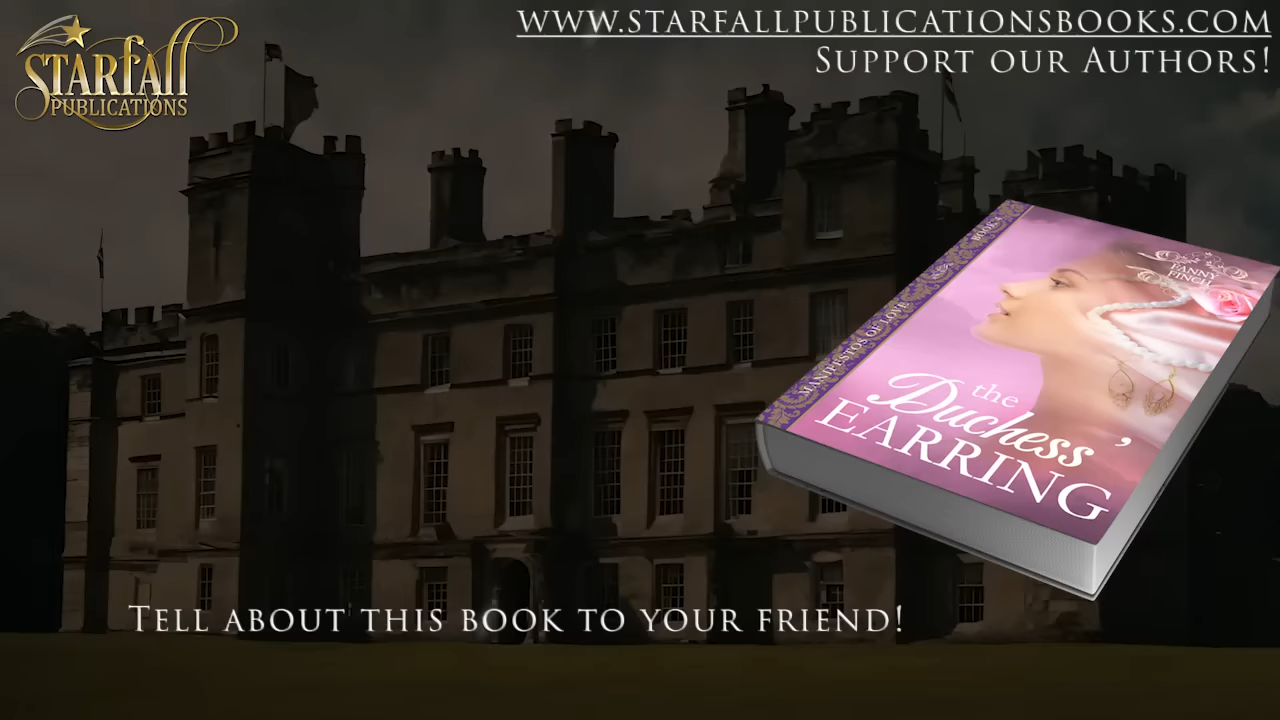 STARfall
PUBLICATIONS
WWW.STARFALLPUBLICATIONSBOOKS.COM
SUPPORT OUR AUTHORS!
FANNY
FINCH
MANIFESTOS OF LOVE
the
Duchess'
EARRING
TELL ABOUT THIS BOOK TO YOUR FRIEND!